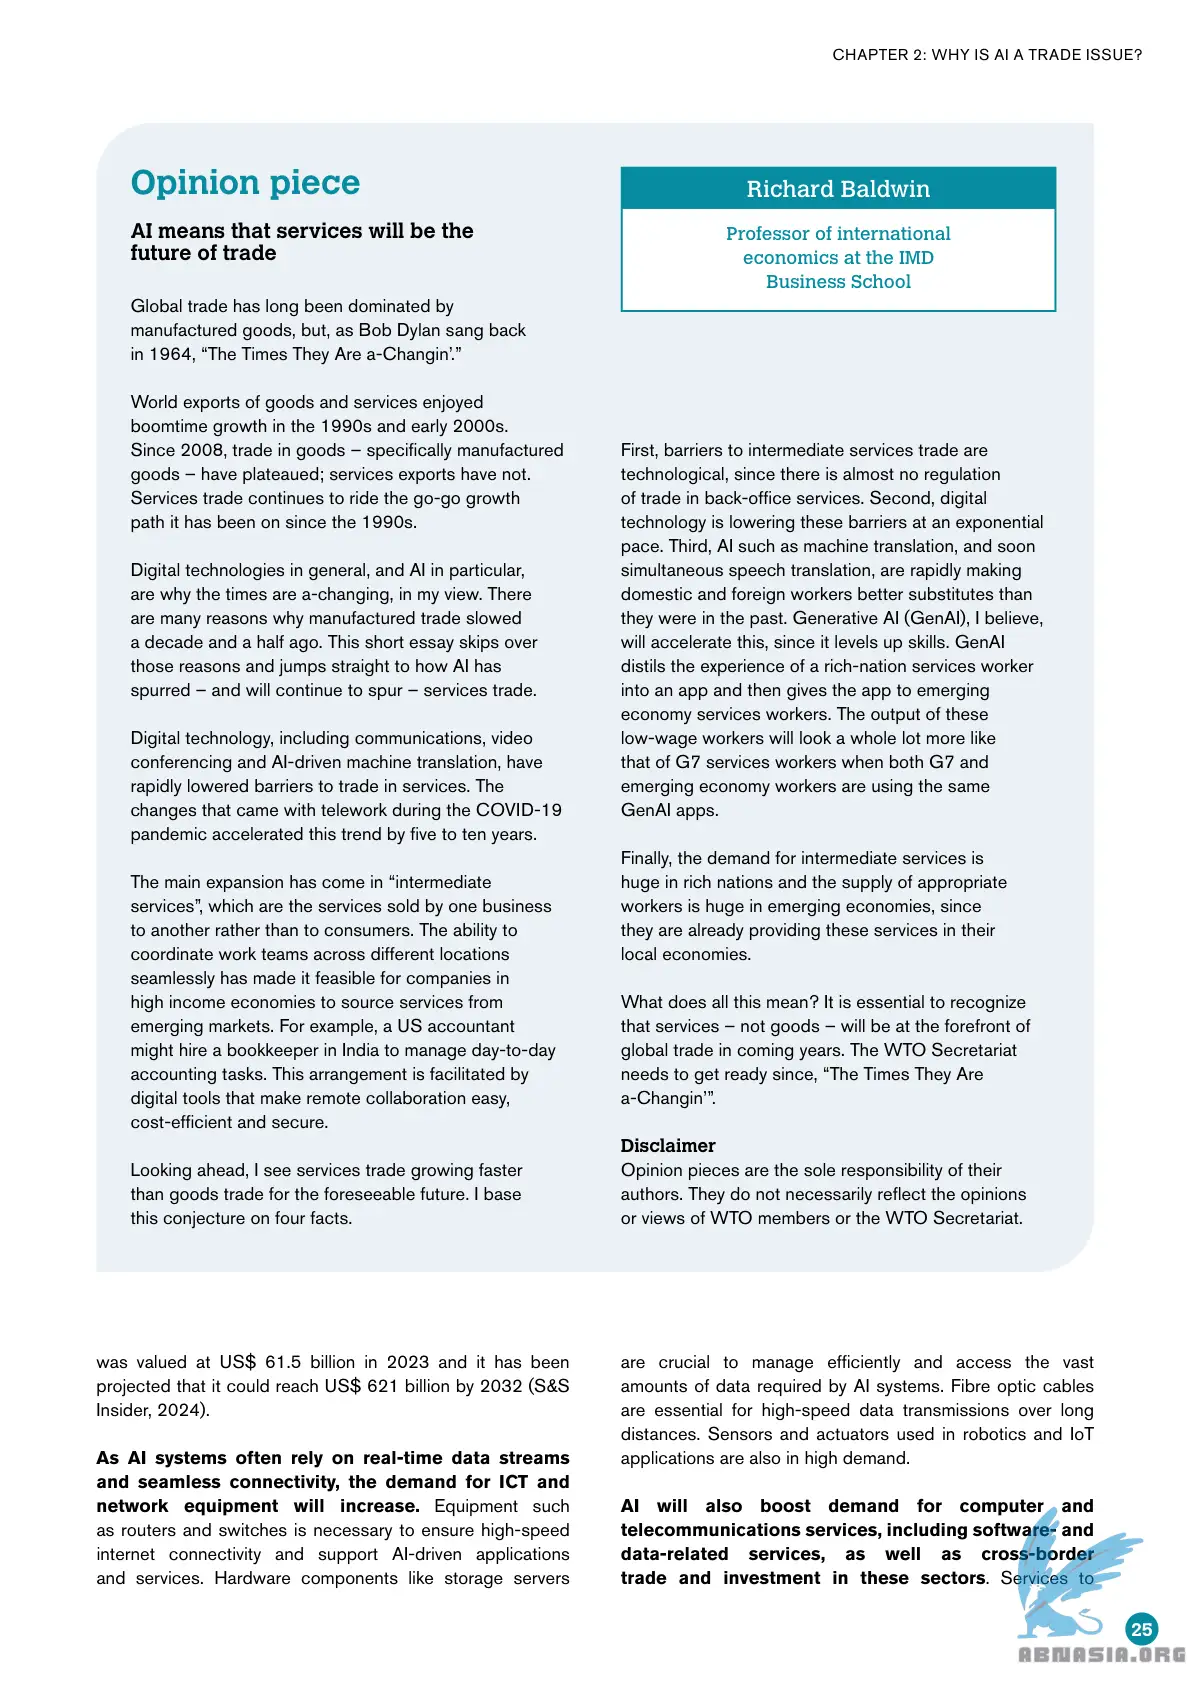 CHAPTER 2: WHY IS AI A TRADE ISSUE?
Opinion piece
AI means that services will be the
future of trade
Global trade has long been dominated by
manufactured goods, but, as Bob Dylan sang back
in 1964, “The Times They Are a-Changin’.”
World exports of goods and services enjoyed
boomtime growth in the 1990s and early 2000s.
Since 2008, trade in goods – specifically manufactured
goods – have plateaued; services exports have not.
Services trade continues to ride the go-go growth
path it has been on since the 1990s.
Digital technologies in general, and AI in particular,
are why the times are a-changing, in my view. There
are many reasons why manufactured trade slowed
a decade and a half ago. This short essay skips over
those reasons and jumps straight to how AI has
spurred – and will continue to spur – services trade.
Digital technology, including communications, video
conferencing and AI-driven machine translation, have
rapidly lowered barriers to trade in services. The
changes that came with telework during the COVID-19
pandemic accelerated this trend by five to ten years.
The main expansion has come in “intermediate
services”, which are the services sold by one business
to another rather than to consumers. The ability to
coordinate work teams across different locations
seamlessly has made it feasible for companies in
high income economies to source services from
emerging markets. For example, a US accountant
might hire a bookkeeper in India to manage day-to-day
accounting tasks. This arrangement is facilitated by
digital tools that make remote collaboration easy,
cost-efficient and secure.
Looking ahead, I see services trade growing faster
than goods trade for the foreseeable future. I base
this conjecture on four facts.
Richard Baldwin
Professor of international
economics at the IMD
Business School
First, barriers to intermediate services trade are
technological, since there is almost no regulation
of trade in back-office services. Second, digital
technology is lowering these barriers at an exponential
pace. Third, AI such as machine translation, and soon
simultaneous speech translation, are rapidly making
domestic and foreign workers better substitutes than
they were in the past. Generative AI (GenAI), I believe,
will accelerate this, since it levels up skills. GenAI
distils the experience of a rich-nation services worker
into an app and then gives the app to emerging
economy services workers. The output of these
low-wage workers will look a whole lot more like
that of G7 services workers when both G7 and
emerging economy workers are using the same
GenAI apps.
Finally, the demand for intermediate services is
huge in rich nations and the supply of appropriate
workers is huge in emerging economies, since
they are already providing these services in their
local economies.
What does all this mean? It is essential to recognize
that services – not goods – will be at the forefront of
global trade in coming years. The WTO Secretariat
needs to get ready since, “The Times They Are
a-Changin’”.
Disclaimer
Opinion pieces are the sole responsibility of their
authors. They do not necessarily reflect the opinions
or views of WTO members or the WTO Secretariat.
was valued at US$ 61.5 billion in 2023 and it has been
projected that it could reach US$ 621 billion by 2032 (S&S
Insider, 2024).
As AI systems often rely on real-time data streams
and seamless connectivity, the demand for ICT and
network equipment will increase. Equipment such
as routers and switches is necessary to ensure high-speed
internet connectivity and support AI-driven applications
and services. Hardware components like storage servers
are crucial to manage efficiently and access the vast
amounts of data required by AI systems. Fibre optic cables
are essential for high-speed data transmissions over long
distances. Sensors and actuators used in robotics and IoT
applications are also in high demand.
AI will also boost demand for computer and
telecommunications services, including software- and
data-related services, as well as cross-border
trade and investment in these sectors. Services to
25
ABNASIA.ORG